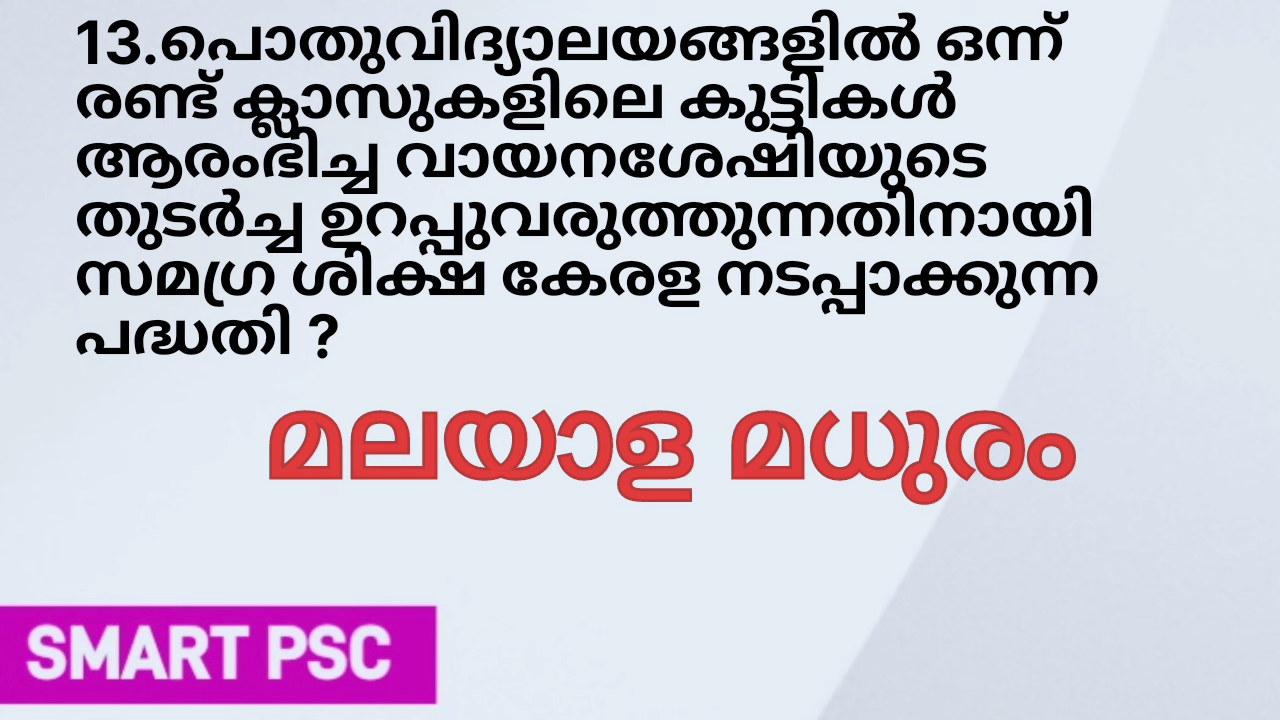 13.പൊതുവിദ്യാലയങ്ങളിൽ ഒന്ന്
രണ്ട് ക്ലാസുകളിലെ കുട്ടികൾ
ആരംഭിച്ച വായനശേഷിയുടെ
തുടർച്ച ഉറപ്പുവരുത്തുന്നതിനായി
സമഗ്ര ശിക്ഷ കേരള നടപ്പാക്കുന്ന
പദ്ധതി ?
മലയാള മധുരം
SMART PSC